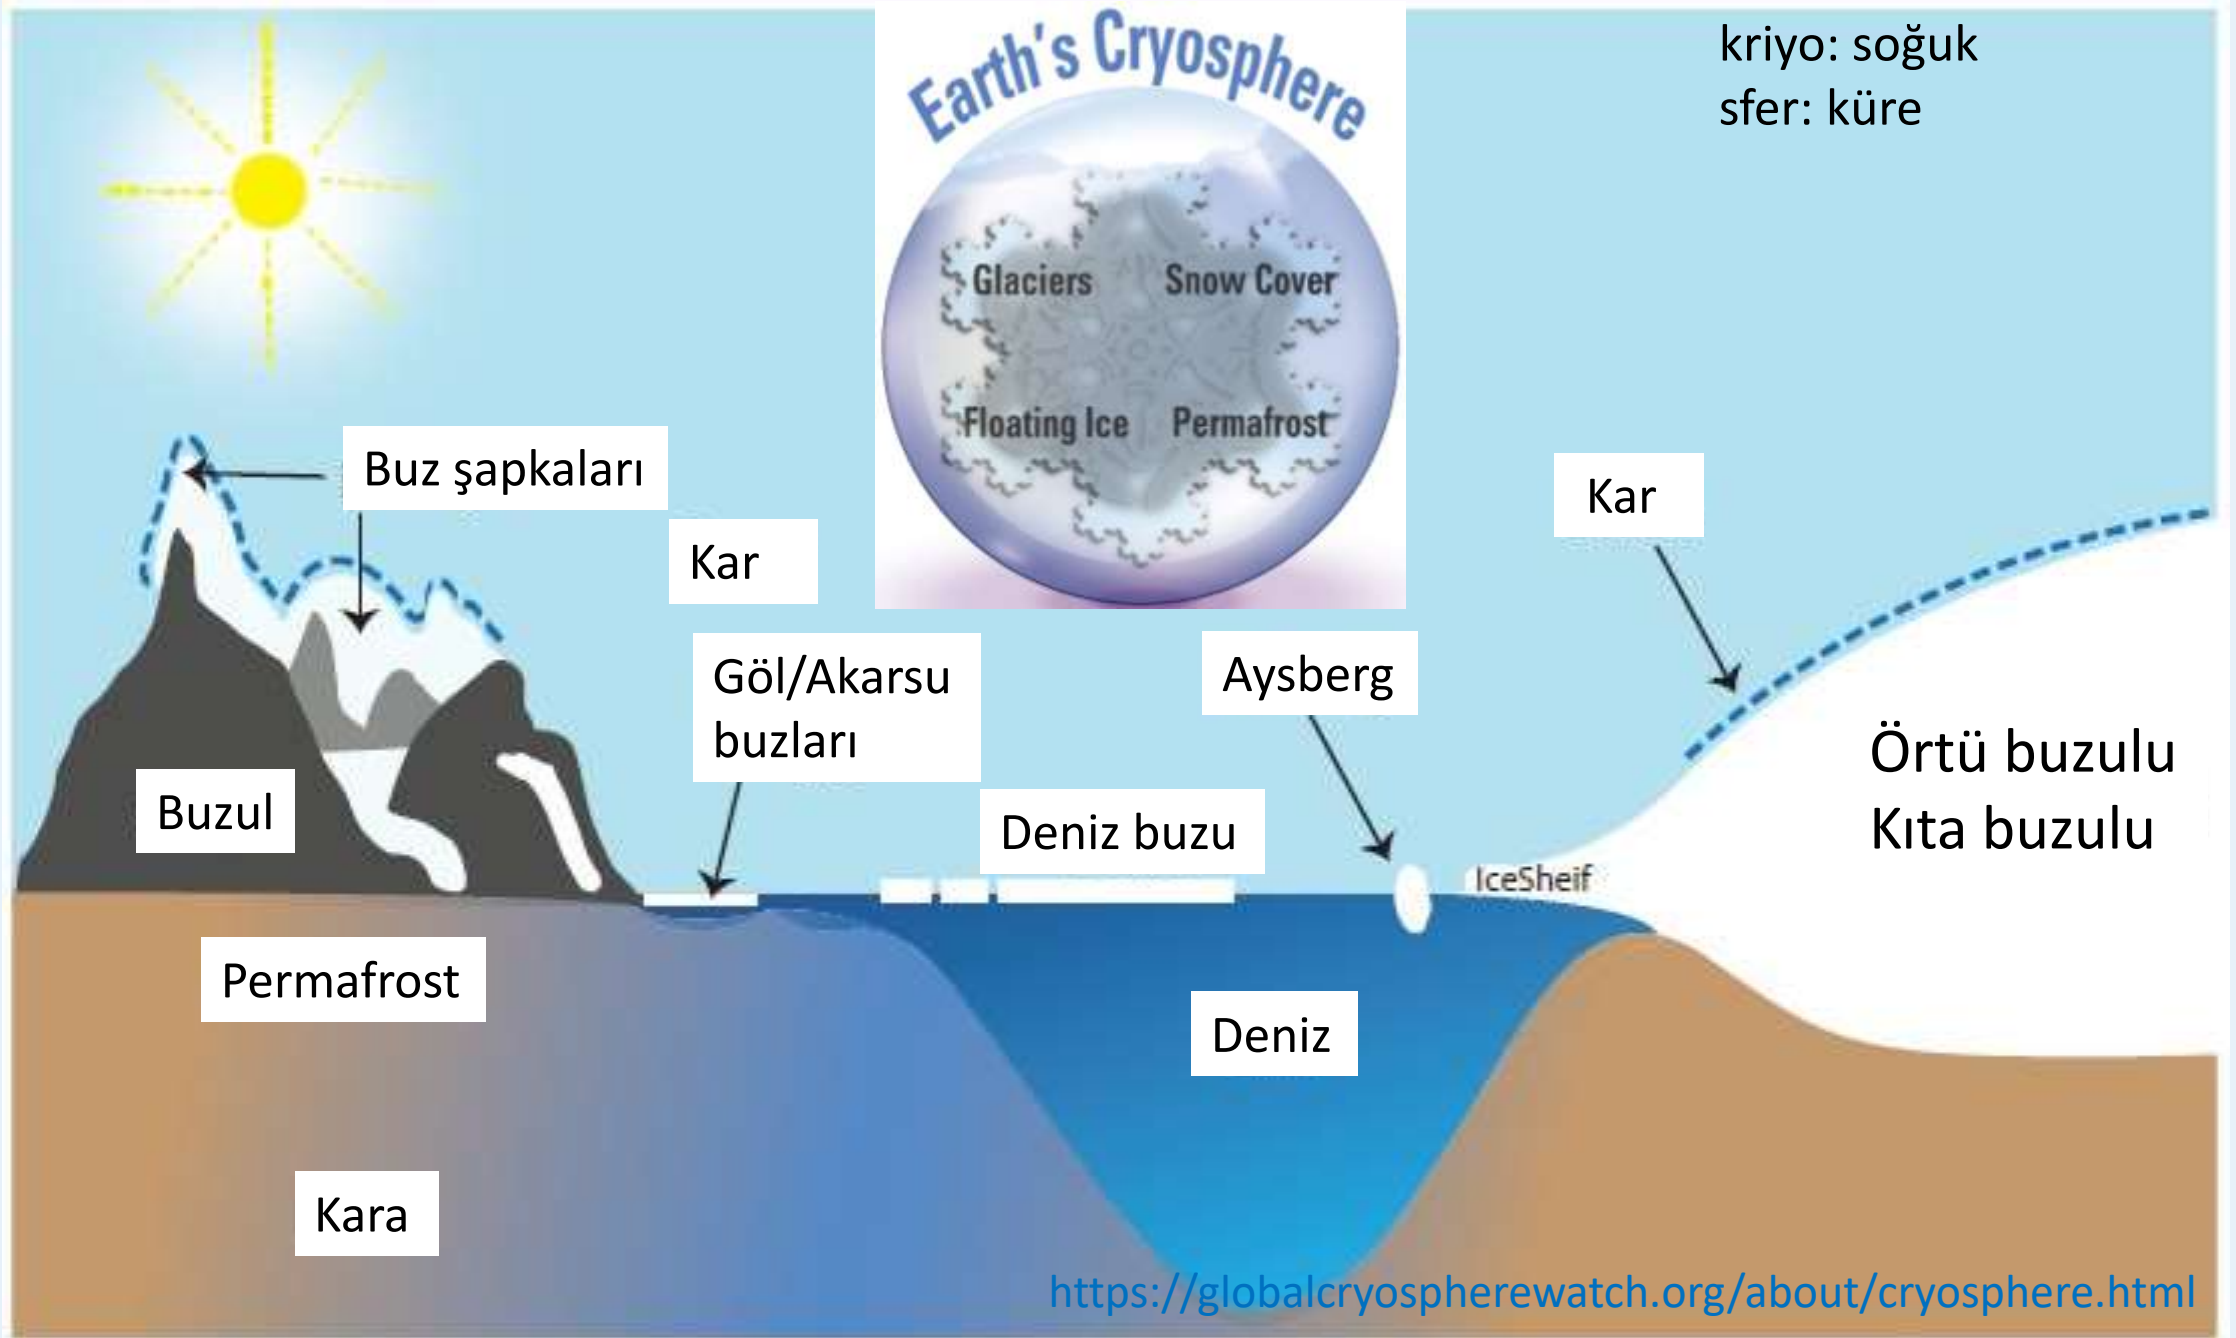 Earth's Cryosphere
kriyo: soğuk
sfer: küre
Glaciers
Snow Cover
Floating Ice
Permafrost
Buz şapkaları
Kar
Kar
Göl/Akarsu
buzları
Aysberg
Örtü buzulu
Kıta buzulu
Buzul
Deniz buzu
IceSheif
Permafrost
Deniz
Kara
https://globalcryospherewatch.org/about/cryosphere.html